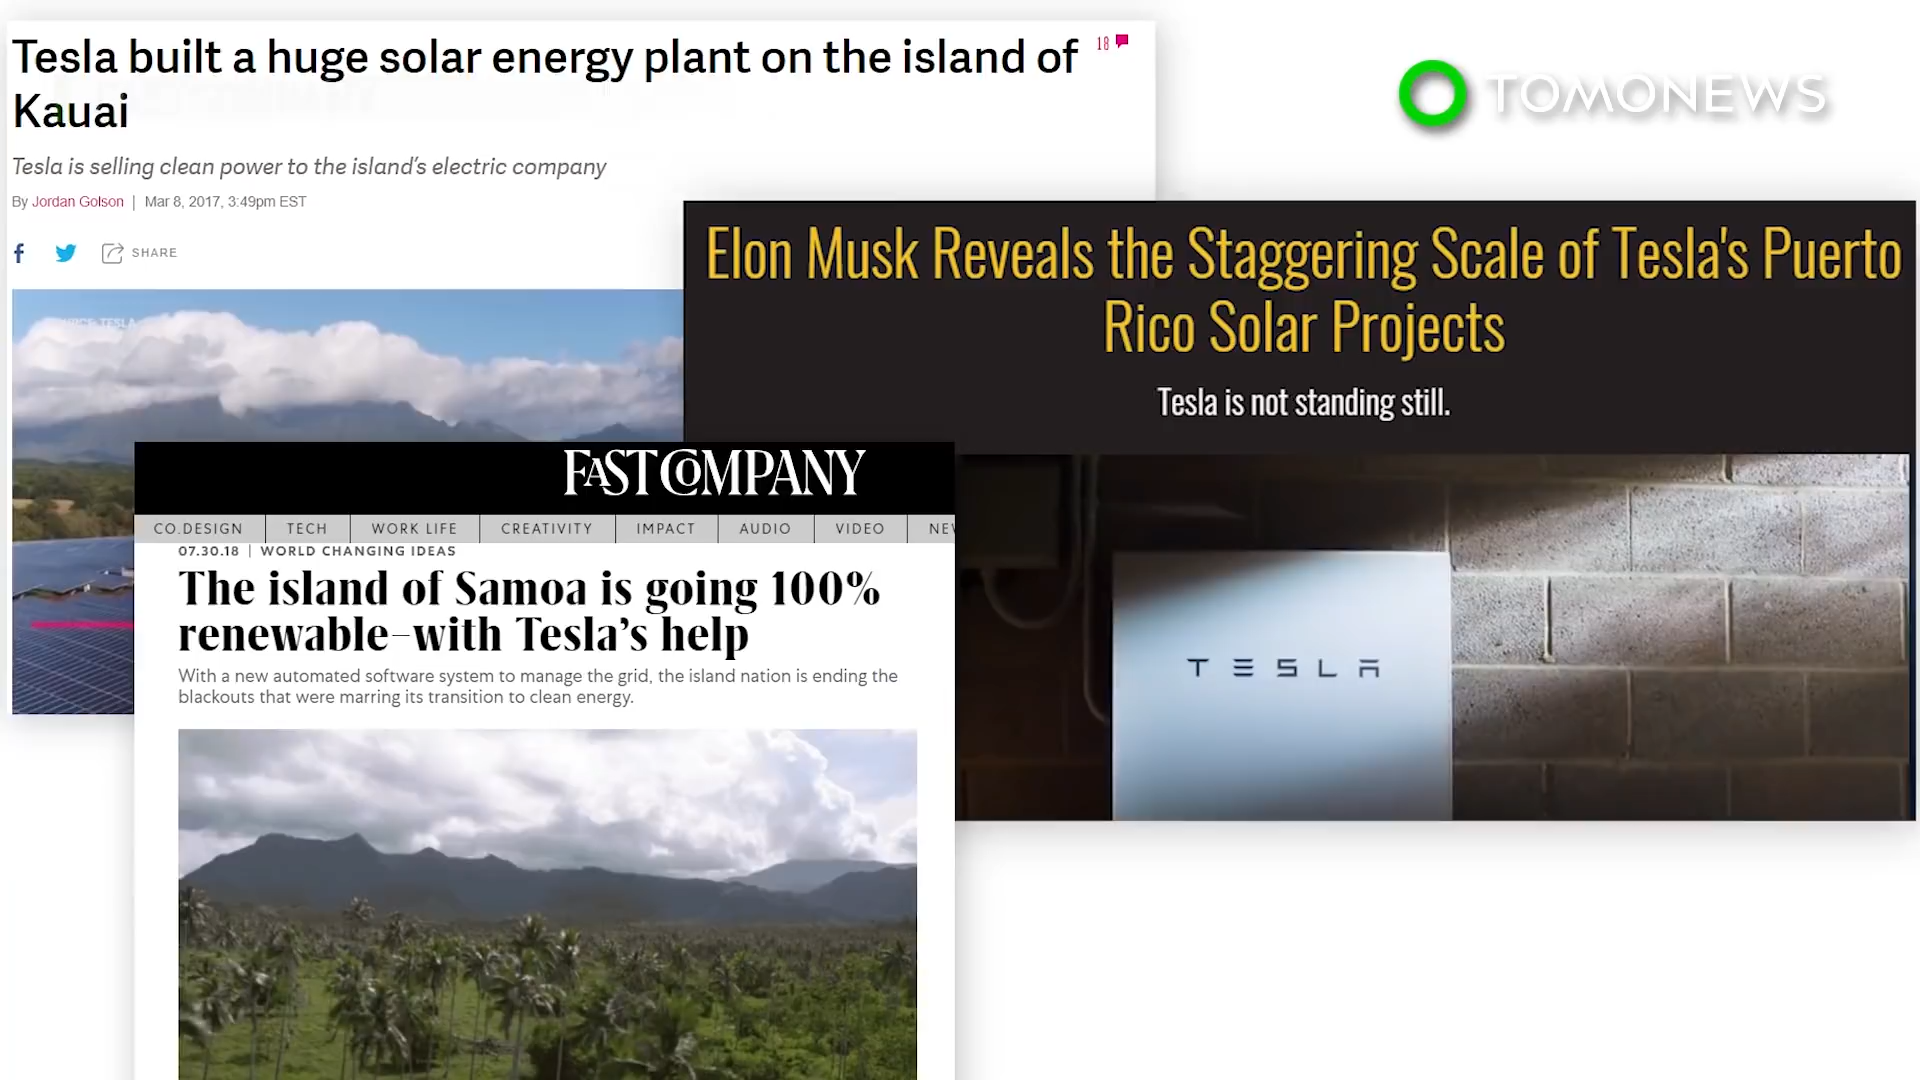 Tesla built a huge solar energy plant on the island of
Kauai
18
Tesla is selling clean power to the island's electric company
By Jordan Golson | Mar 8, 2017, 3:49pm EST
SHARE
TOMONEWS
Elon Musk Reveals the Staggering Scale of Tesla's Puerto
Rico Solar Projects
Tesla is not standing still.
TESLA
FAST COMPANY
CO.DESIGN
TECH
WORK LIFE
CREATIVITY
IMPACT
AUDIO
VIDEO
07.30.18 | WORLD CHANGING IDEAS
The island of Samoa is going 100%
renewable–with Tesla's help
With a new automated software system to manage the grid, the island nation is ending the
blackouts that were marring its transition to clean energy.